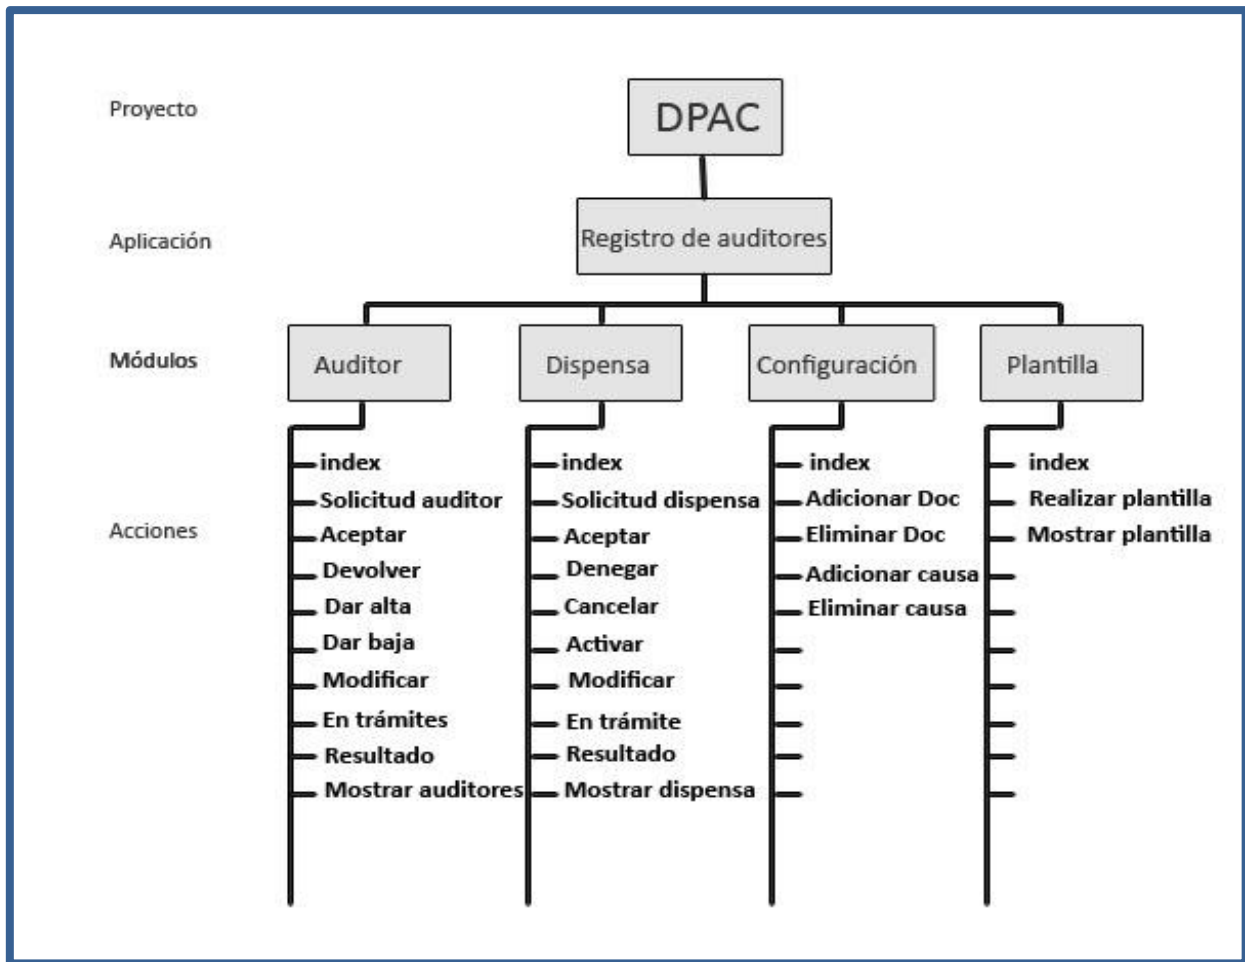 Proyecto
DPAC
Aplicación
Registro de auditores
Módulos
Auditor
Dispensa
Configuración
Plantilla
Acciones
index
Solicitud auditor
Aceptar
Devolver
Dar alta
Dar baja
Modificar
En trámites
Resultado
Mostrar auditores
index
Solicitud dispensa
Aceptar
Denegar
Cancelar
Activar
Modificar
En trámite
Resultado
Mostrar dispensa
index
Adicionar Doc
Eliminar Doc
Adicionar causa
Eliminar causa
index
Realizar plantilla
Mostrar plantilla